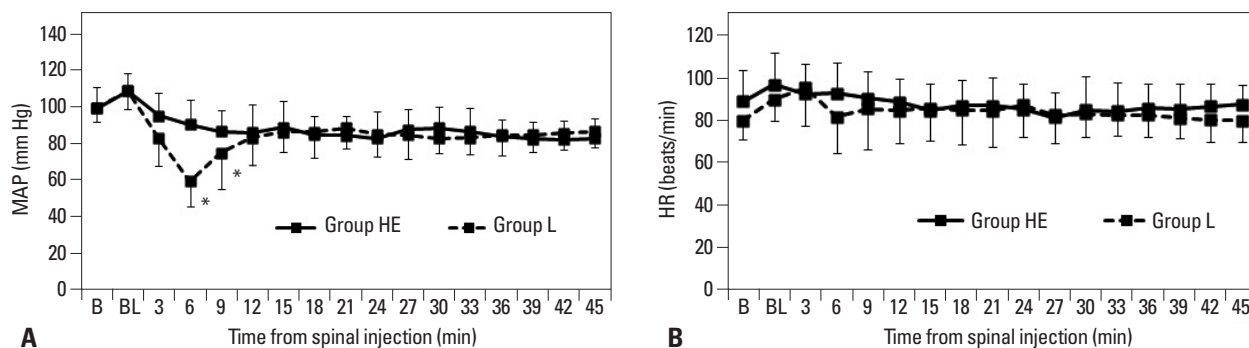 120
100
80
60
40
20
0
MAP (mm Hg)
*
*
Group HE
Group L
B BL 3 6 9 12 15 18 21 24 27 30 33 36 39 42 45
Time from spinal injection (min)
A
120
100
80
60
40
20
0
HR (beats/min)
Group HE
Group L
B BL 3 6 9 12 15 18 21 24 27 30 33 36 39 42 45
Time from spinal injection (min)
B